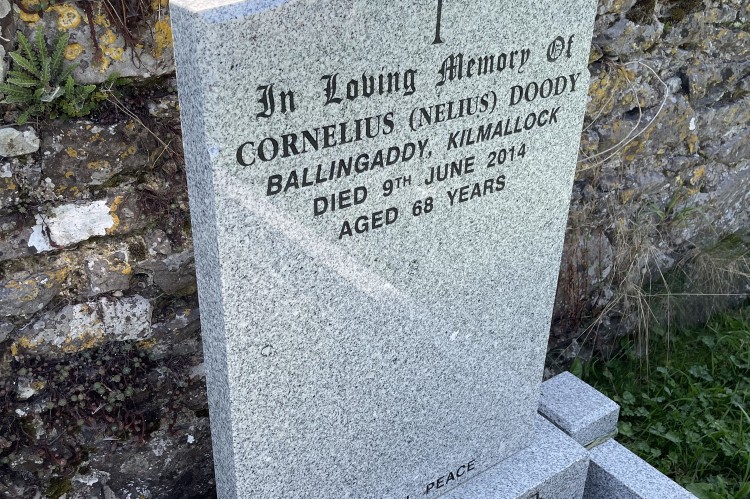 In Loving Memory Of
CORNELIUS (NELIUS) DOODY
BALLINGADDY, KILMALLOCK
DIED 9TH JUNE 2014
AGED 68 YEARS
PEACE